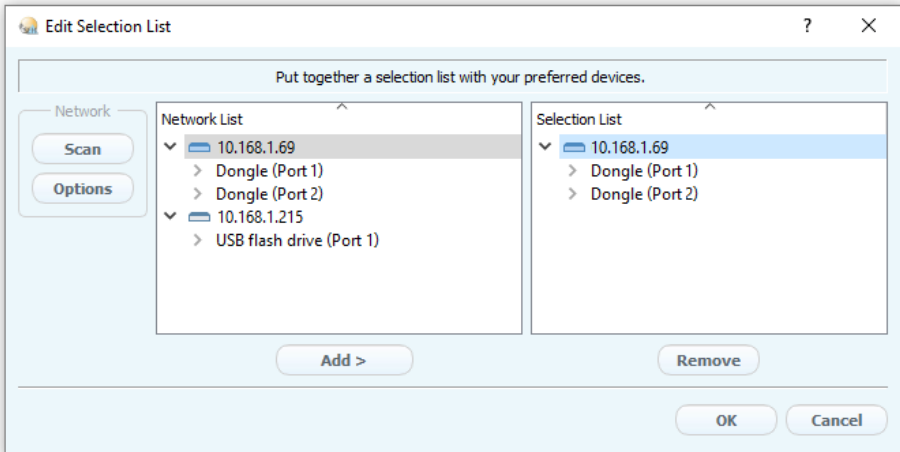 Edit Selection List
?
Put together a selection list with your preferred devices.
Network
Scan
Options
Network List
10.168.1.69
Dongle (Port 1)
Dongle (Port 2)
10.168.1.215
USB flash drive (Port 1)
Add >
Selection List
10.168.1.69
Dongle (Port 1)
Dongle (Port 2)
Remove
OK
Cancel